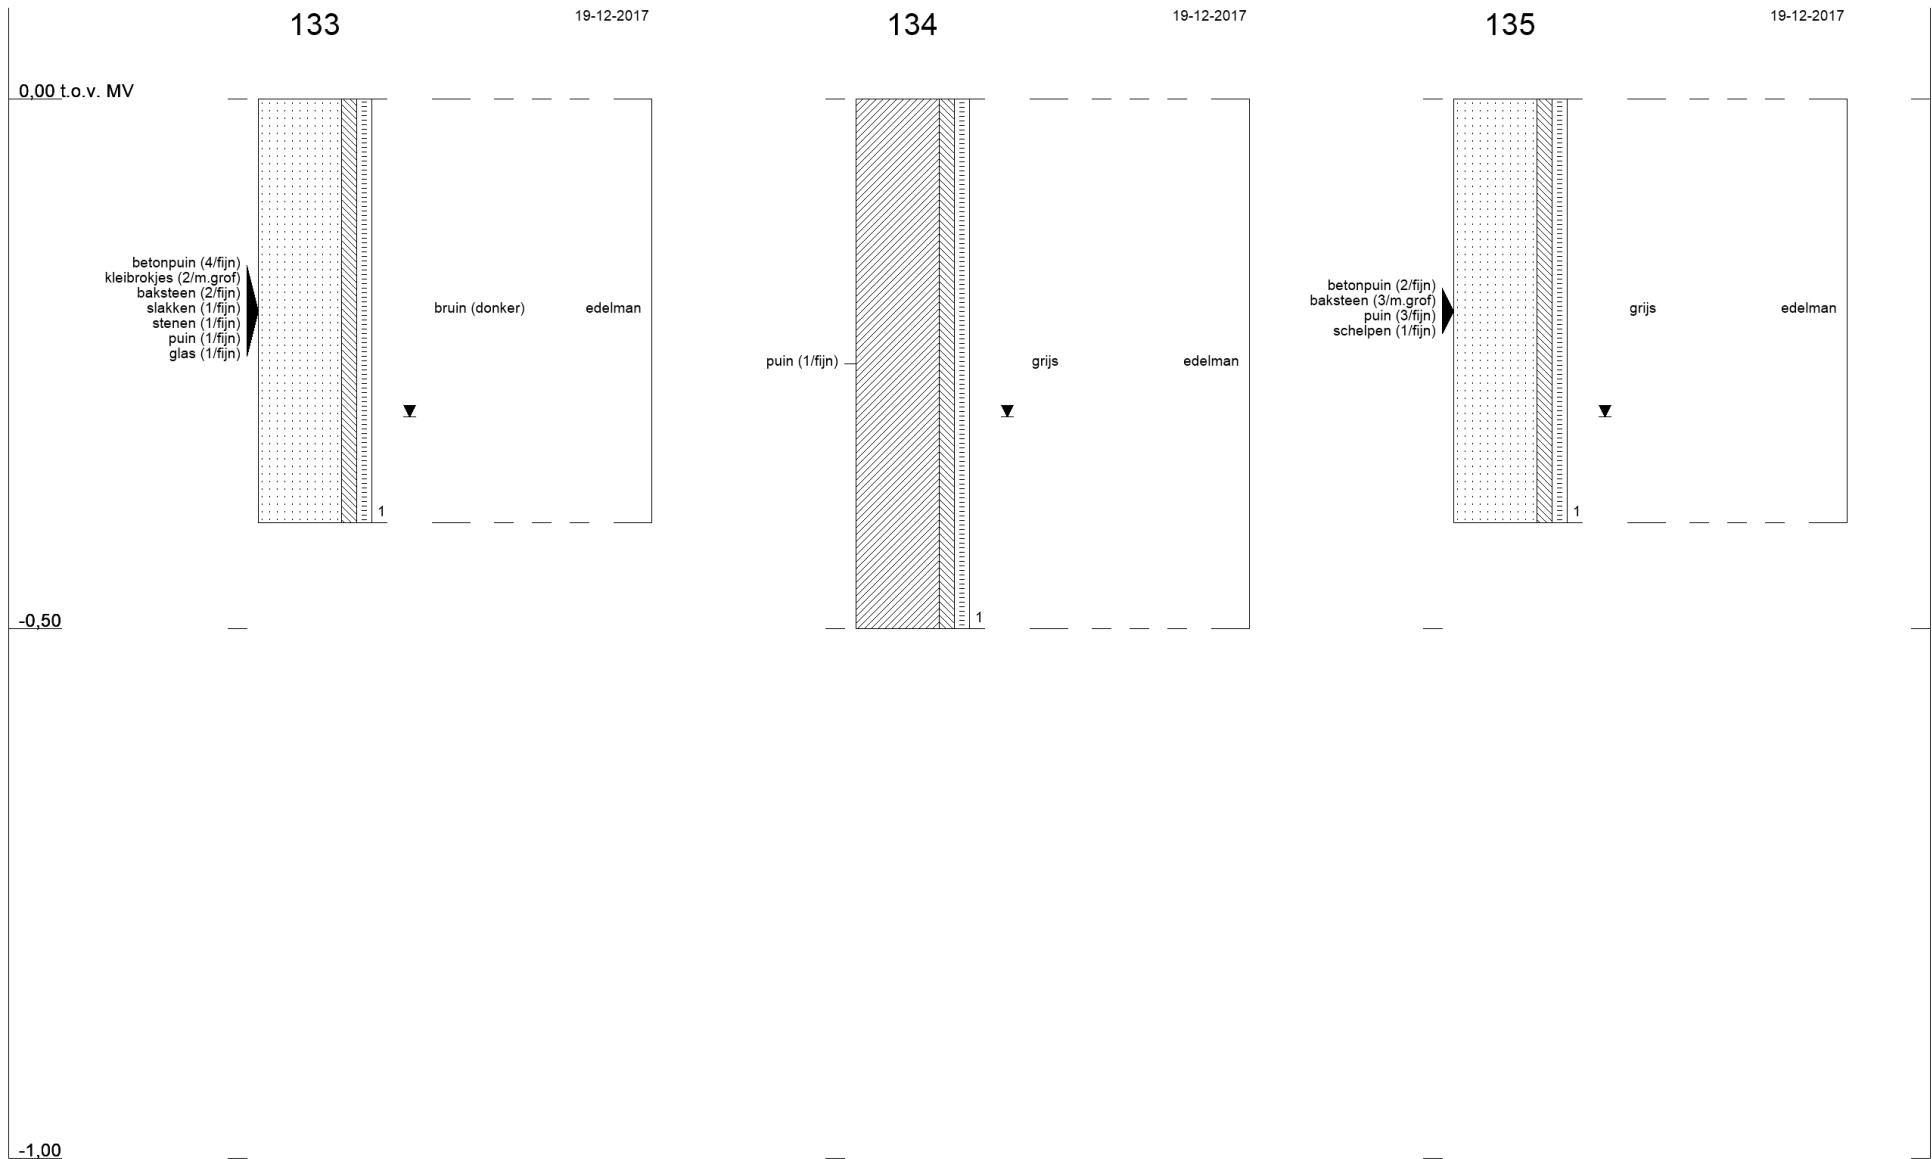 133
19-12-2017
134
19-12-2017
135
19-12-2017
0,00 t.o.v. MV
betonpuin (4/fijn)
kleibrokjes (2/m.grof)
baksteen (2/fijn)
slakken (1/fijn)
stenen (1/fijn)
puin (1/fijn)
glas (1/fijn)
bruin (donker)
edelman
1
puin (1/fijn)
grijs
edelman
1
betonpuin (2/fijn)
baksteen (3/m.grof)
puin (3/fijn)
schelpen (1/fijn)
grijs
edelman
1
-0,50
-1,00